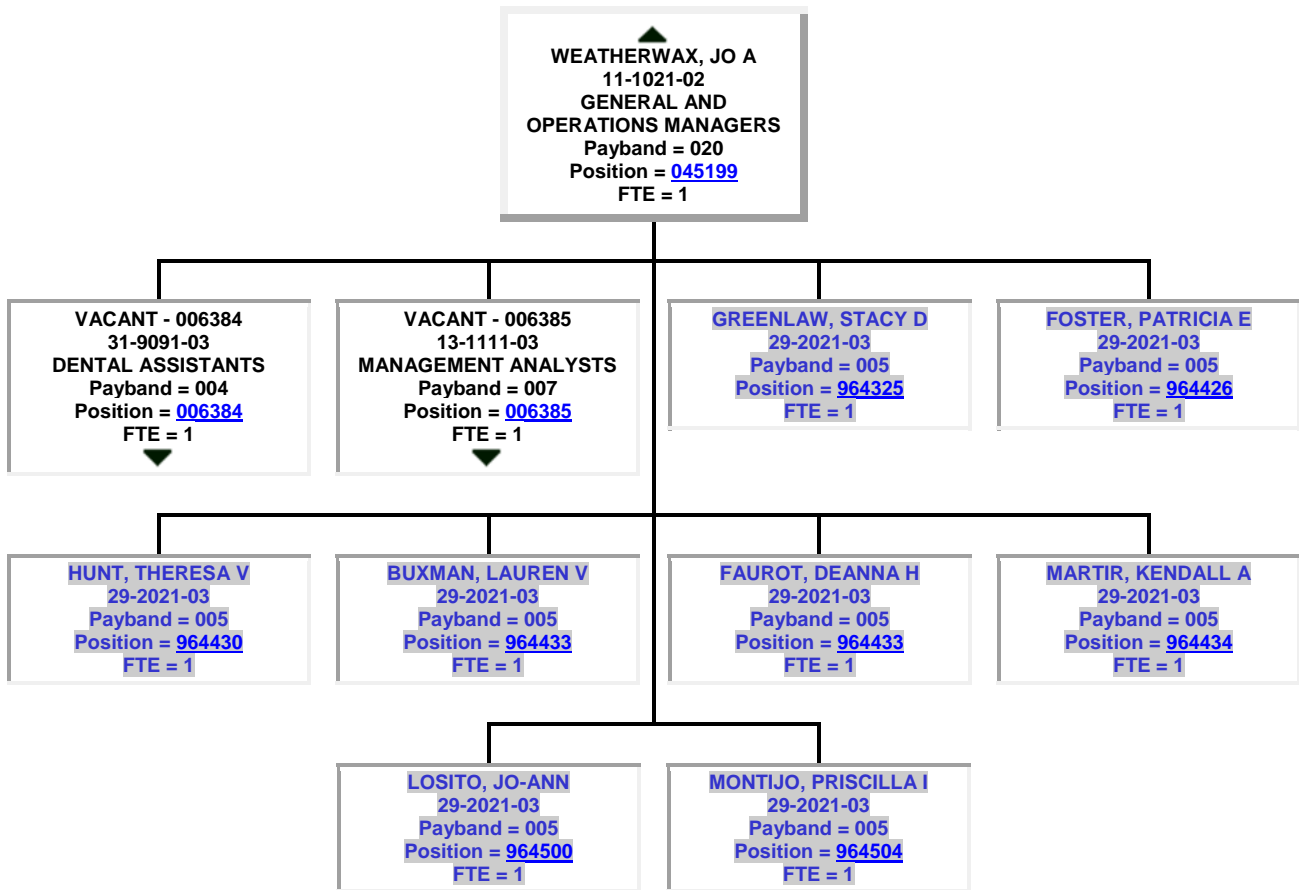 WEATHERWAX, JO A
11-1021-02
GENERAL AND
OPERATIONS MANAGERS
Payband = 020
Position = 045199
FTE = 1
VACANT - 006384
31-9091-03
DENTAL ASSISTANTS
Payband = 004
Position = 006384
FTE = 1
VACANT - 006385
13-1111-03
MANAGEMENT ANALYSTS
Payband = 007
Position = 006385
FTE = 1
GREENLAW, STACY D
29-2021-03
Payband = 005
Position = 964325
FTE = 1
FOSTER, PATRICIA E
29-2021-03
Payband = 005
Position = 964426
FTE = 1
HUNT, THERESA V
29-2021-03
Payband = 005
Position = 964430
FTE = 1
BUXMAN, LAUREN V
29-2021-03
Payband = 005
Position = 964433
FTE = 1
FAUROT, DEANNA H
29-2021-03
Payband = 005
Position = 964433
FTE = 1
MARTIR, KENDALL A
29-2021-03
Payband = 005
Position = 964434
FTE = 1
LOSITO, JO-ANN
29-2021-03
Payband = 005
Position = 964500
FTE = 1
MONTIJO, PRISCILLA I
29-2021-03
Payband = 005
Position = 964504
FTE = 1